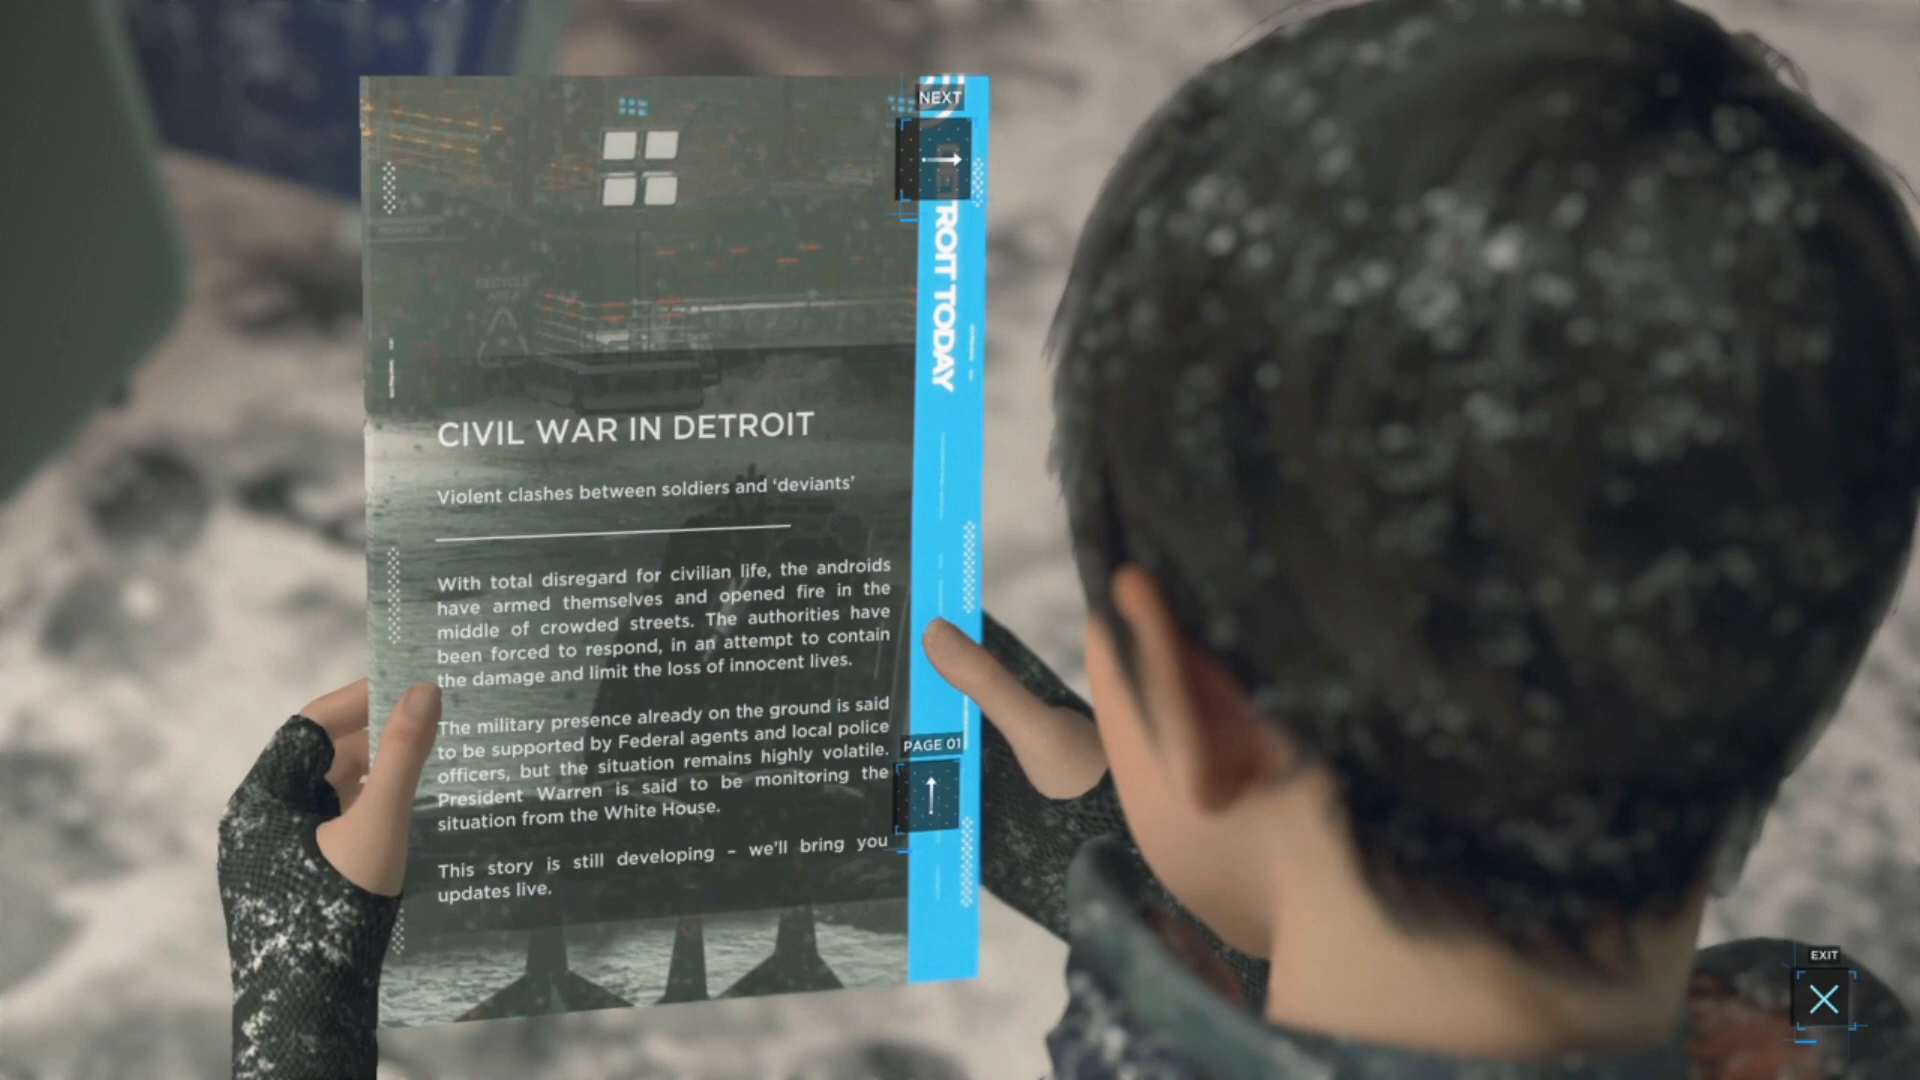 NEXT
TROIT TODAY
RECYCLE
AREA
CIVIL WAR IN DETROIT
Violent clashes between soldiers and ‘deviants’
With total disregard for civilian life, the androids
have armed themselves and opened fire in the
middle of crowded streets. The authorities have
been forced to respond, in an attempt to contain
the damage and limit the loss of innocent lives.
The military presence already on the ground is said
to be supported by Federal agents and local police
officers, but the situation remains highly volatile.
President Warren is said to be monitoring the
situation from the White House.
This story is still developing – we’ll bring you
updates live.
PAGE 01
EXIT